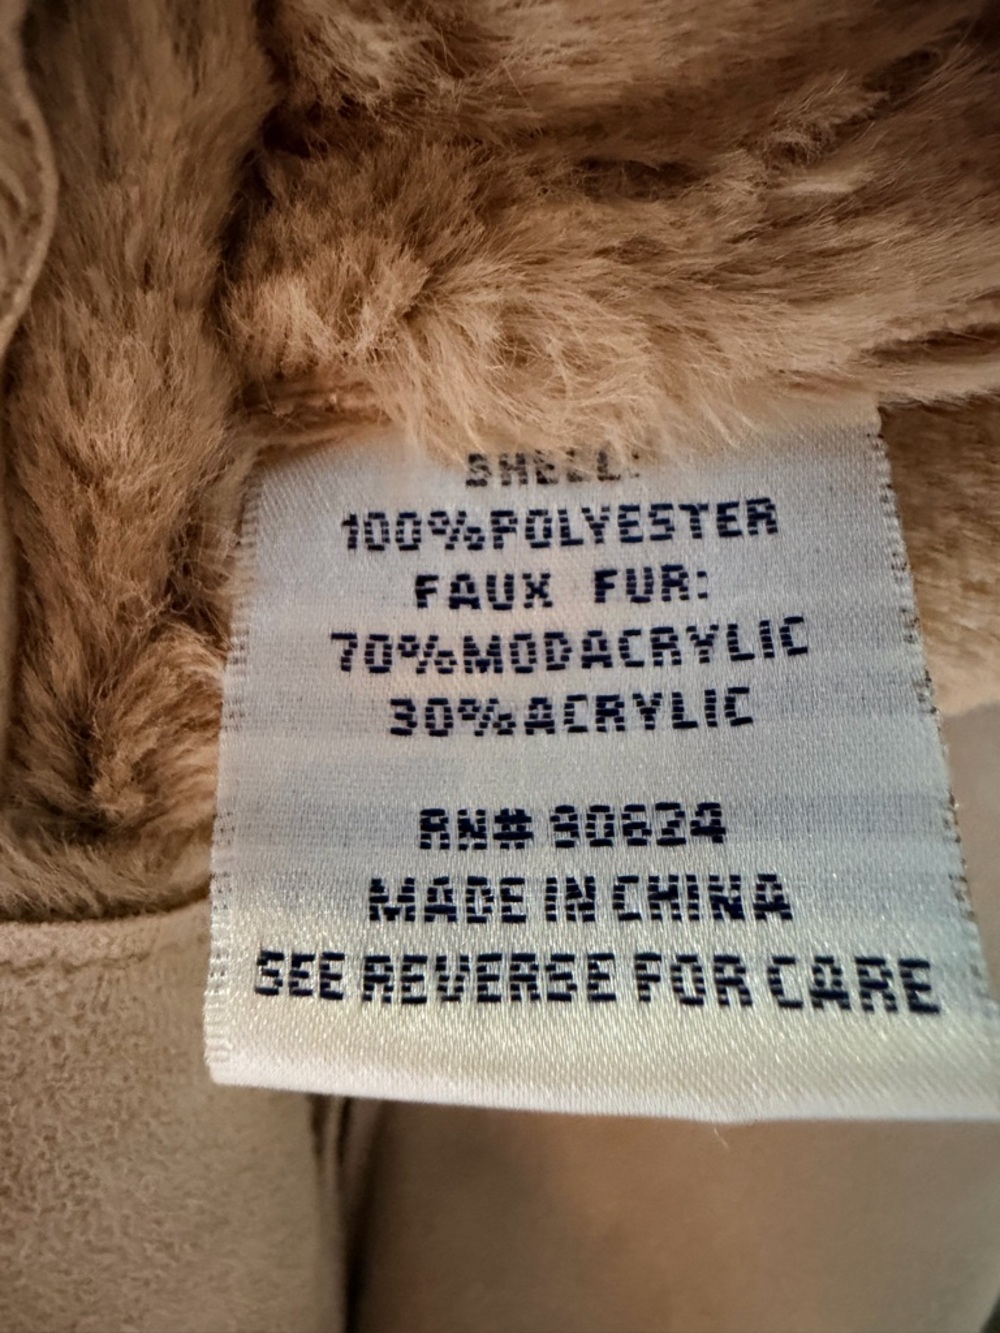 SHELL:
100%POLYESTER
FAUX FUR:
70%MODACRYLIC
30%ACRYLIC
RN# 90624
MADE IN CHINA
SEE REVERSE FOR CARE